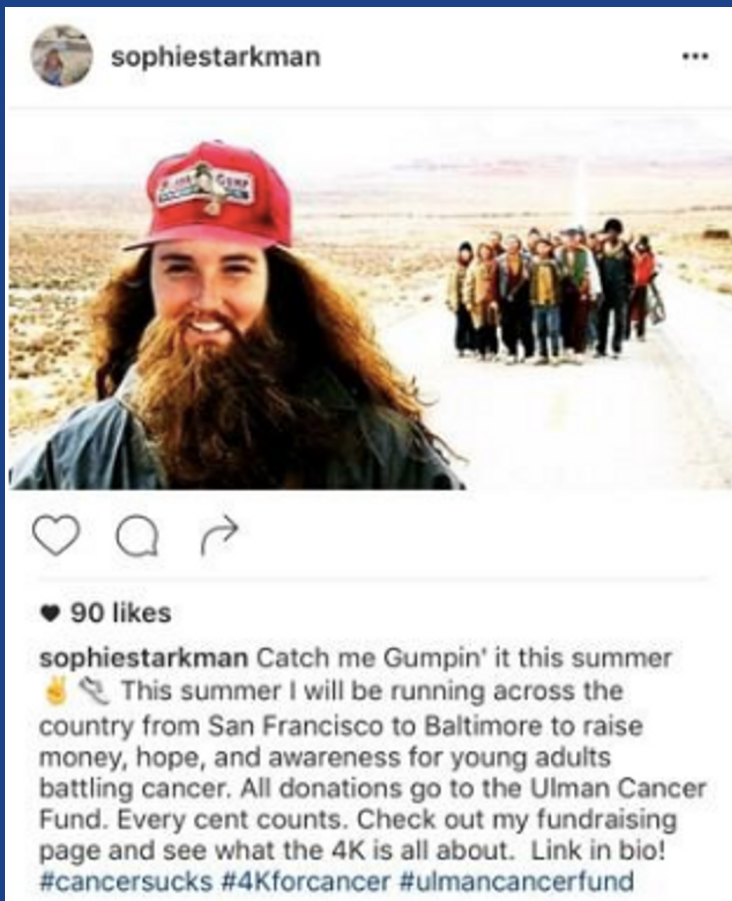 sophiestarkman
GUMP
90 likes
sophiestarkman Catch me Gumpin' it this summer
✌️ 👟 This summer I will be running across the
country from San Francisco to Baltimore to raise
money, hope, and awareness for young adults
battling cancer. All donations go to the Ulman Cancer
Fund. Every cent counts. Check out my fundraising
page and see what the 4K is all about. Link in bio!
#cancersucks #4Kforcancer #ulmancancerfund